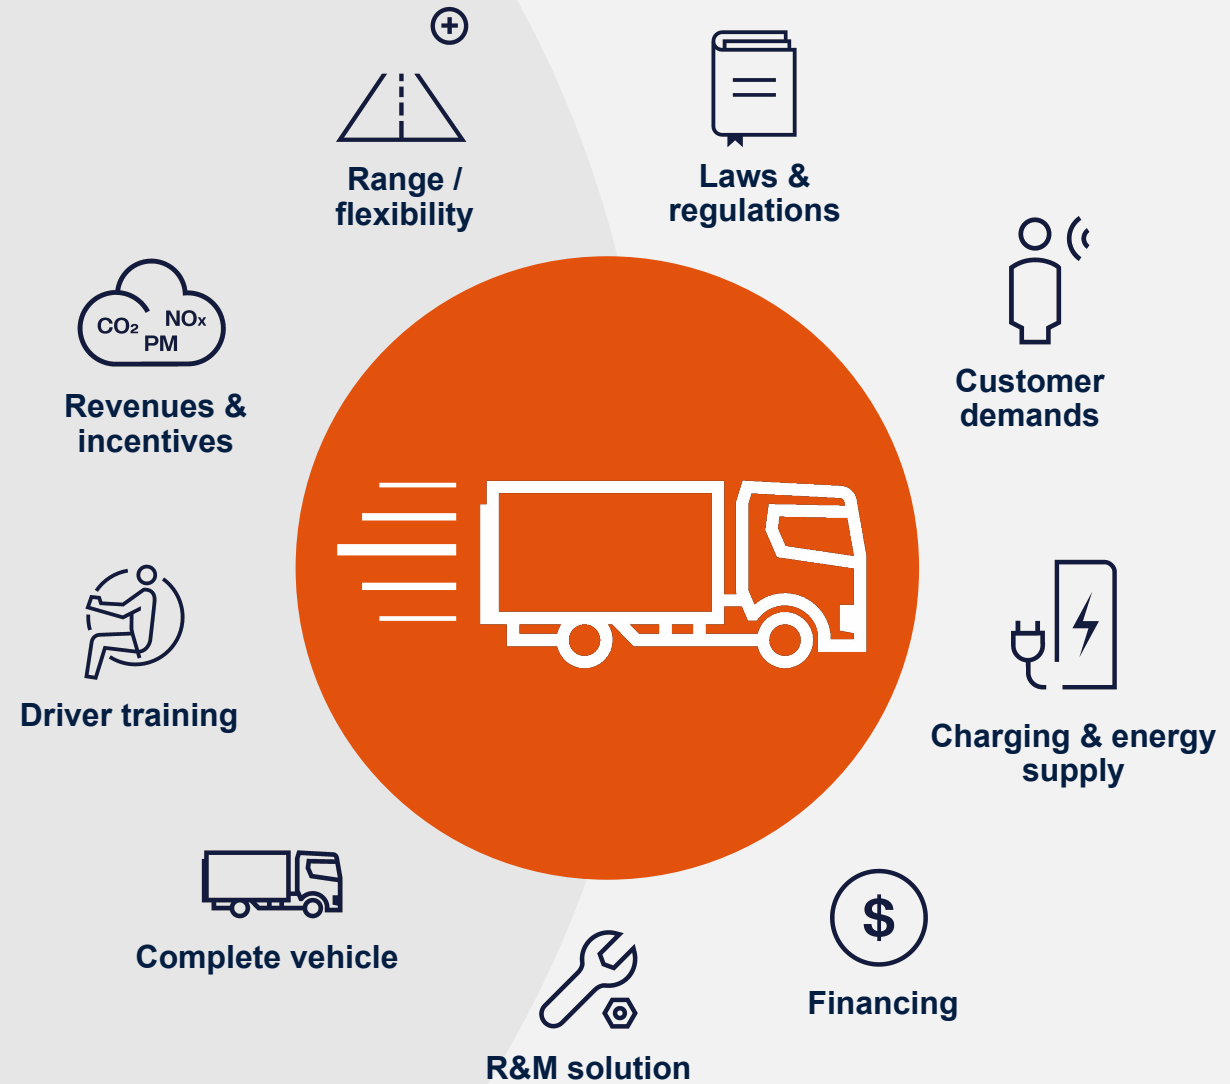 Range /
flexibility
Laws &
regulations
CO₂ NOx
PM
Revenues &
incentives
Customer
demands
Driver training
Charging & energy
supply
Complete vehicle
$
Financing
R&M solution